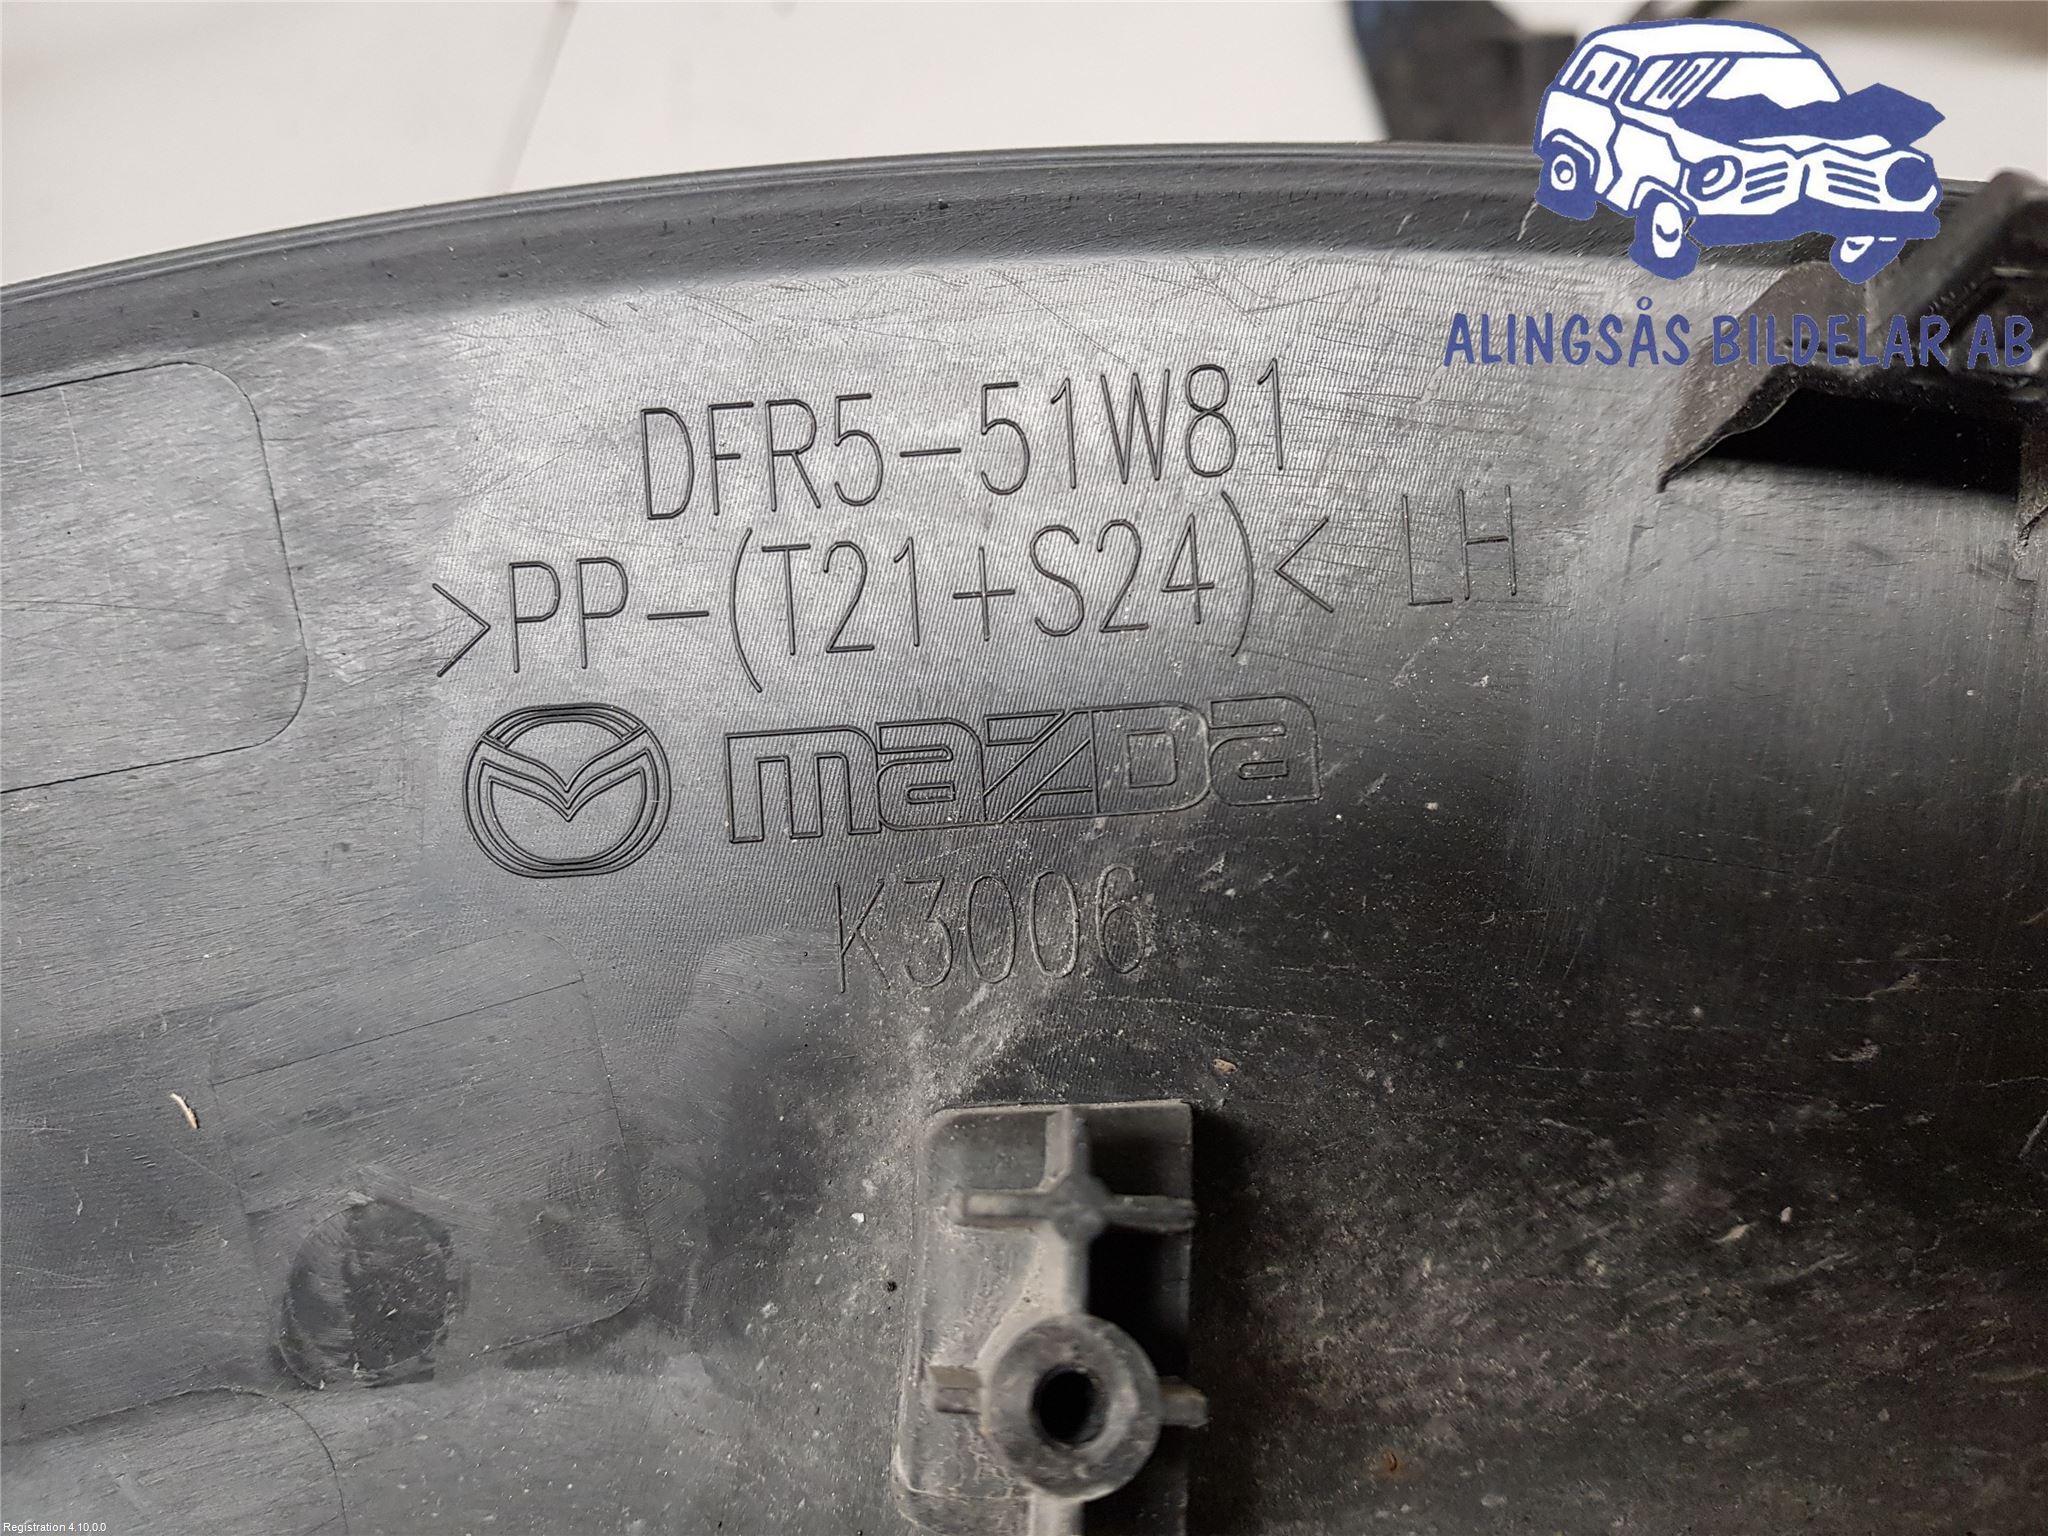 ALINGSÅS BILDELAR AB
DFR5-51W81
>PP-(T21+S24)< LH
mazda
K3006
Registration 4.10.0.0